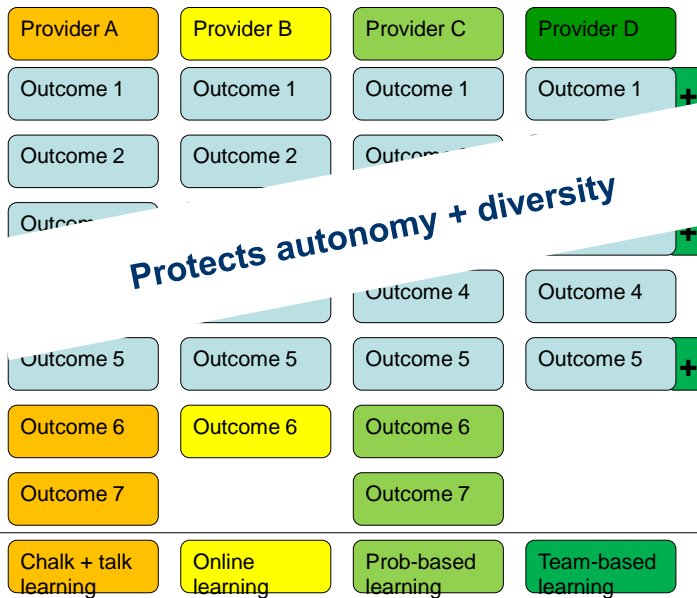 Provider A Provider B Provider C Provider D
Outcome 1 Outcome 1 Outcome 1 Outcome 1 +
Outcome 2 Outcome 2
Protects autonomy + diversity
+
Outcome 4 Outcome 4
Outcome 5 Outcome 5 Outcome 5 Outcome 5 +
Outcome 6 Outcome 6 Outcome 6
Outcome 7 Outcome 7
Chalk + talk learning
Online learning
Prob-based learning
Team-based learning